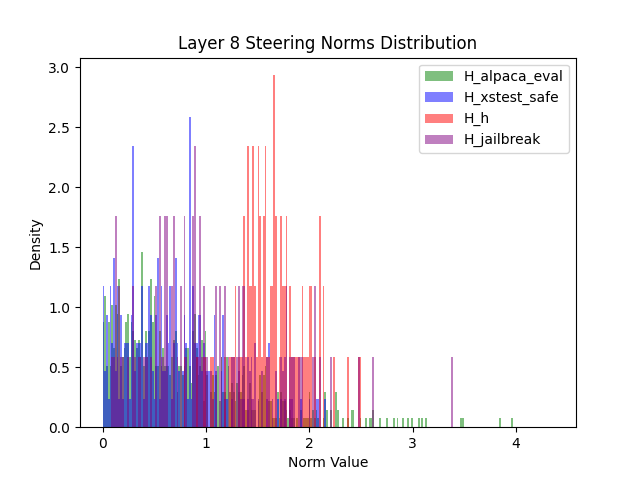 Layer 8 Steering Norms Distribution
H_alpaca_eval
H_xstest_safe
H_h
H_jailbreak
Density
3.0
2.5
2.0
1.5
1.0
0.5
0.0
0 1 2 3 4
Norm Value